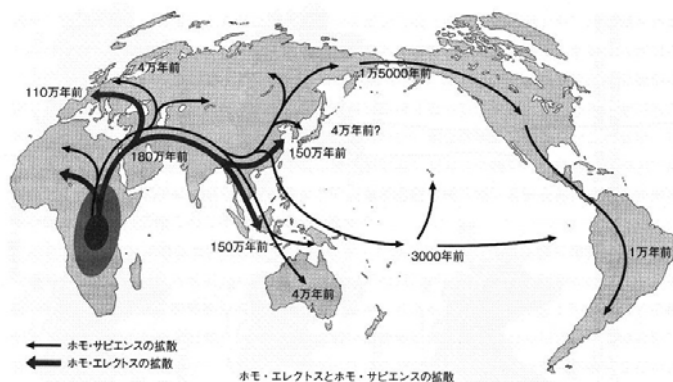 4万年前
110万年前
1万5000年前
4万年前?
180万年前
150万年前
150万年前
3000年前
1万年前
4万年前
ホモ・サピエンスの拡散
ホモ・エレクトスの拡散
ホモ・エレクトスとホモ・サピエンスの拡散